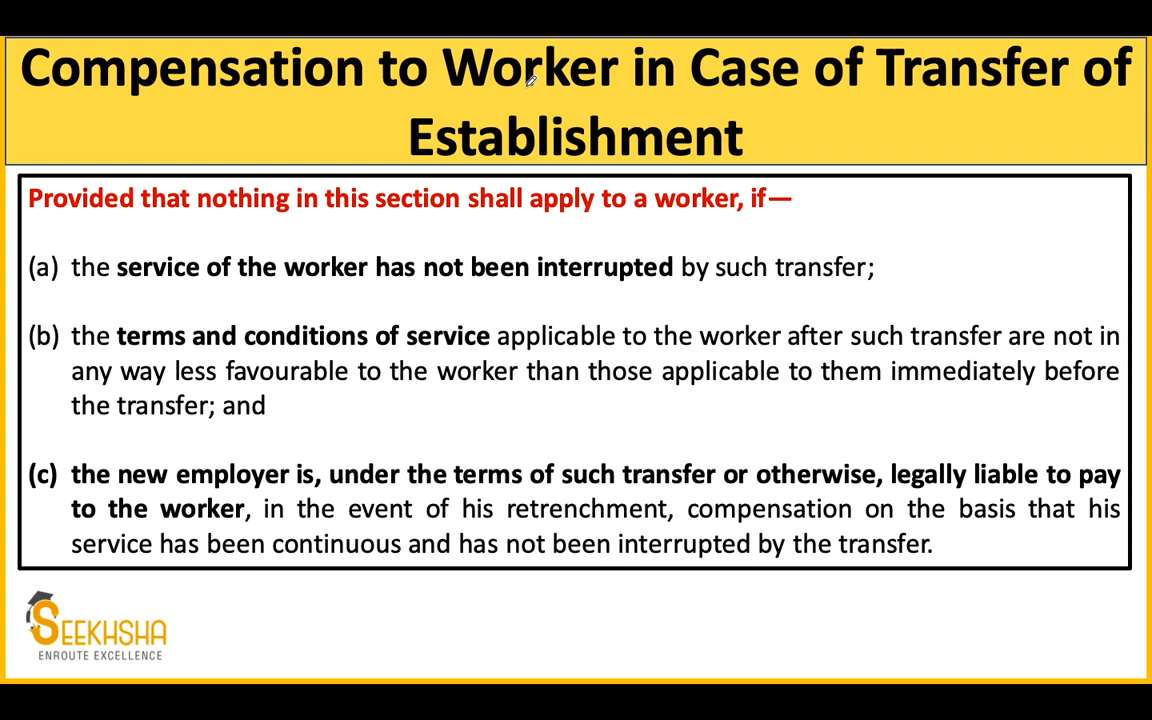 Compensation to Worker in Case of Transfer of
Establishment
Provided that nothing in this section shall apply to a worker, if—
(a) the service of the worker has not been interrupted by such transfer;
(b) the terms and conditions of service applicable to the worker after such transfer are not in
any way less favourable to the worker than those applicable to them immediately before
the transfer; and
(c) the new employer is, under the terms of such transfer or otherwise, legally liable to pay
to the worker, in the event of his retrenchment, compensation on the basis that his
service has been continuous and has not been interrupted by the transfer.
SEEKHSHA
ENROUTE EXCELLENCE